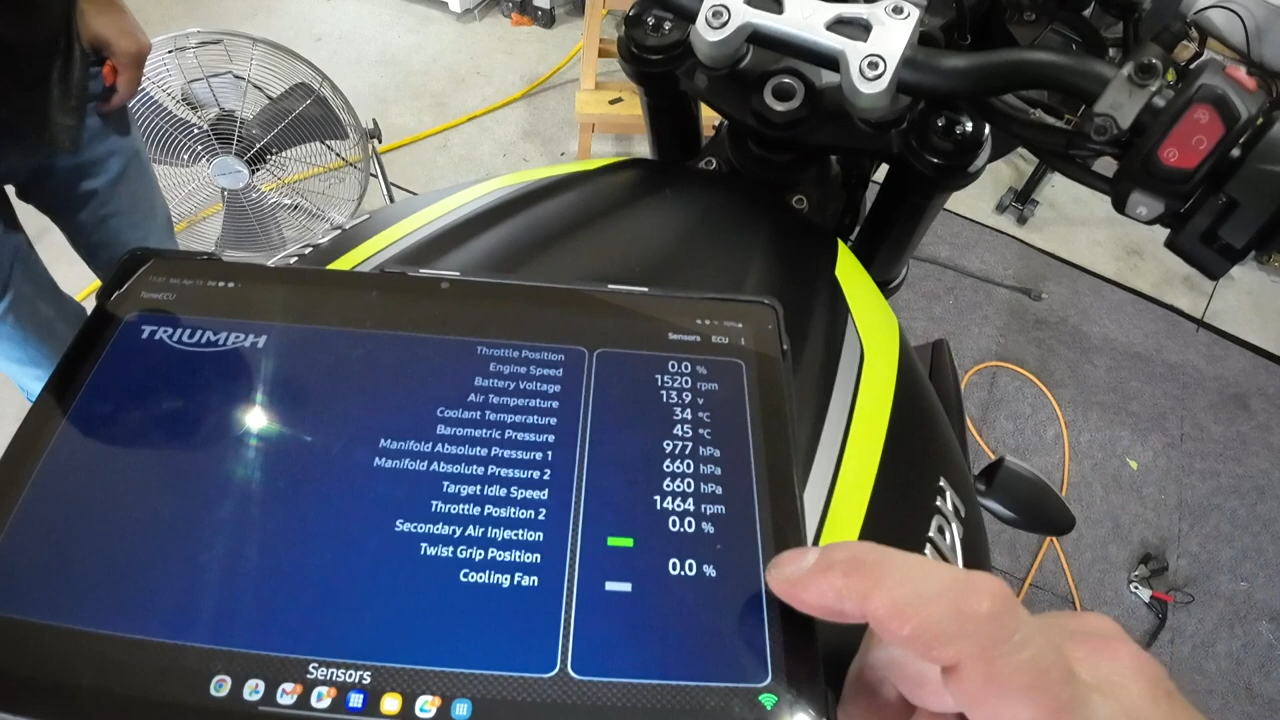 TuneECU
Sensors ECU
TRIUMPH
Throttle Position 0.0 %
Engine Speed 1520 rpm
Battery Voltage 13.9 v
Air Temperature 34 °C
Coolant Temperature 45 °C
Barometric Pressure 977 hPa
Manifold Absolute Pressure 1 660 hPa
Manifold Absolute Pressure 2 660 hPa
Target Idle Speed 1464 rpm
Throttle Position 2 0.0 %
Secondary Air Injection
Twist Grip Position 0.0 %
Cooling Fan
Sensors